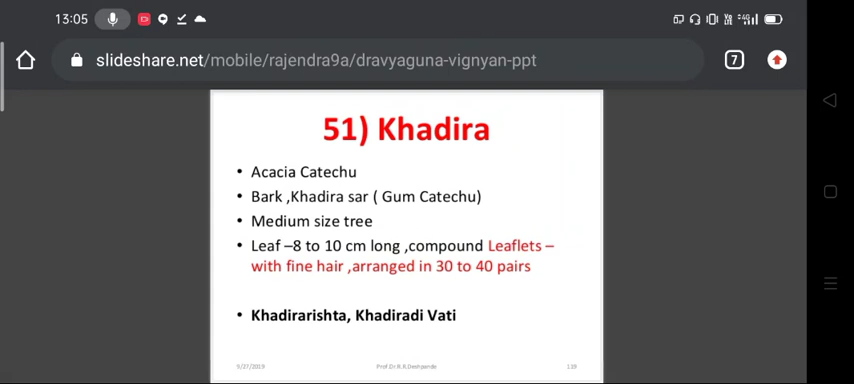 13:05
slideshare.net/mobile/rajendra9a/dravyaguna-vignyan-ppt
7
51) Khadira
• Acacia Catechu
• Bark ,Khadira sar ( Gum Catechu)
• Medium size tree
• Leaf –8 to 10 cm long ,compound Leaflets –
with fine hair ,arranged in 30 to 40 pairs
• Khadirarishta, Khadiradi Vati
9/27/2019
Prof.Dr.R.R.Deshpande
119